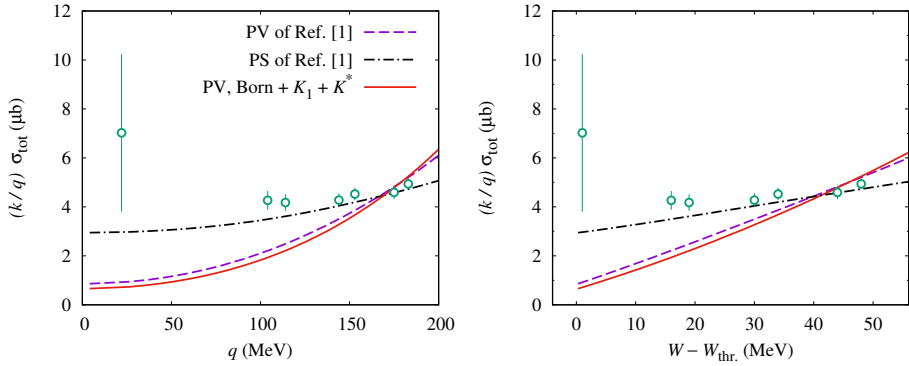 12
10
8
6
4
2
0
(k / q) σtot (μb)
PV of Ref. [1]
PS of Ref. [1]
PV, Born + K1 + K*
0 50 100 150 200
q (MeV)
12
10
8
6
4
2
0
(k / q) σtot (μb)
0 10 20 30 40 50
W − Wthr. (MeV)